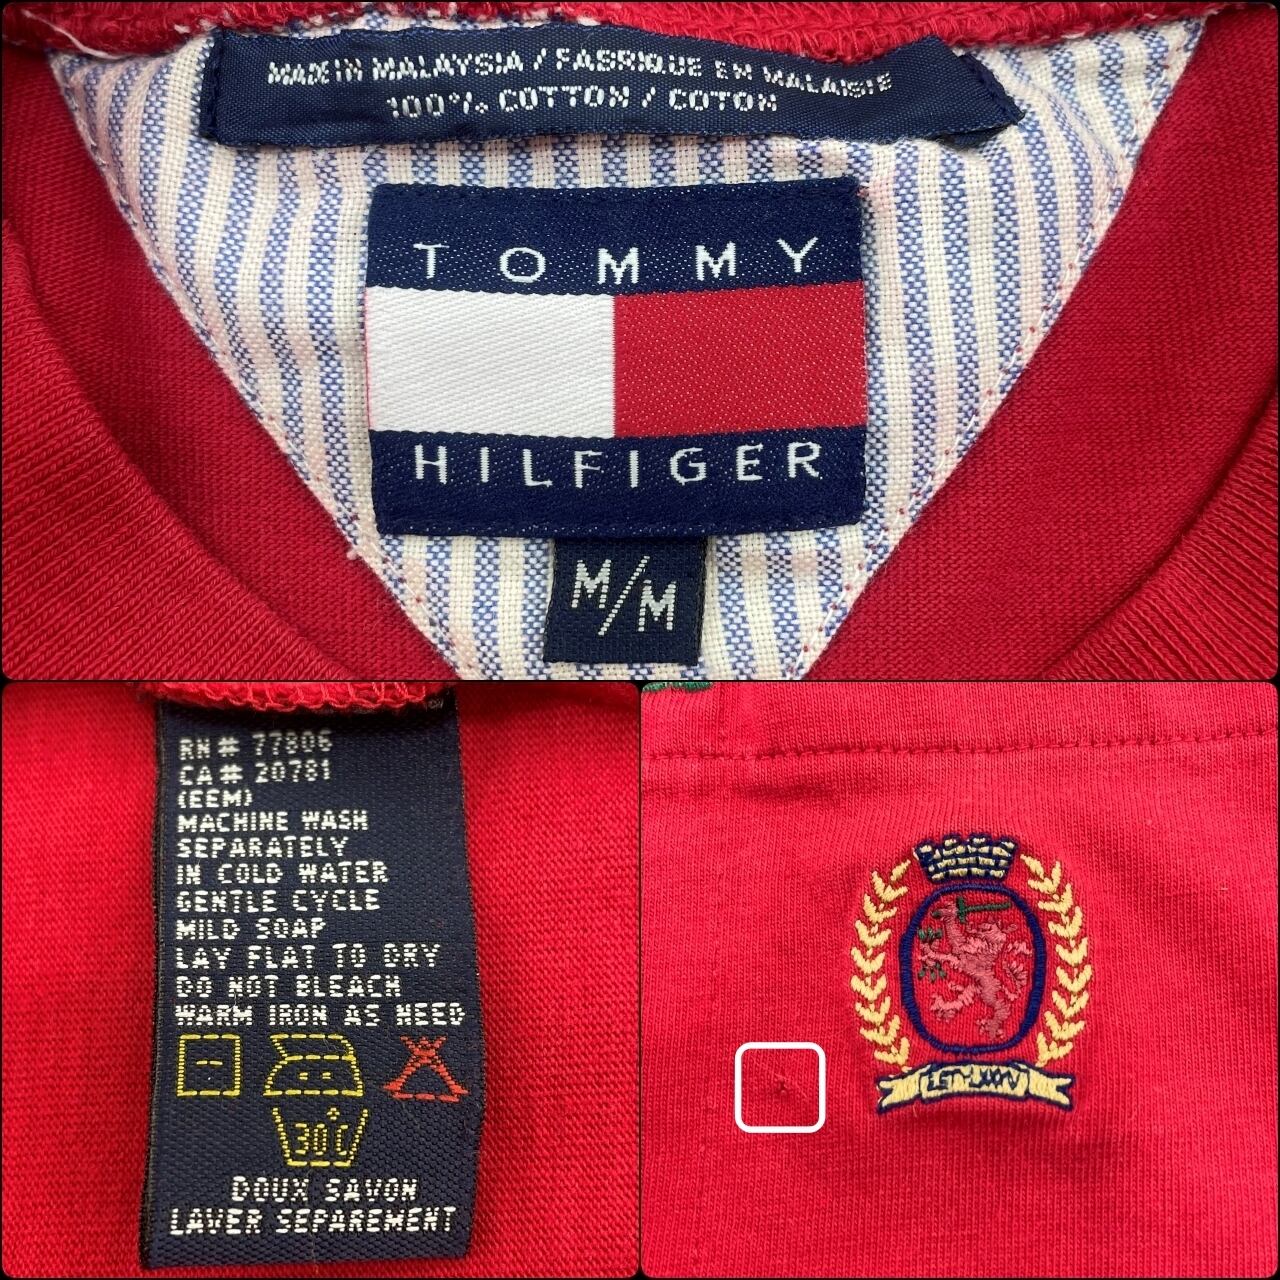 MADE IN MALAYSIA / FABRIQUE EN MALAISIE
100% COTTON / COTON
TOMMY
HILFIGER
M/M
RN# 77806
CA# 20781
(EEM)
MACHINE WASH
SEPARATELY
IN COLD WATER
GENTLE CYCLE
MILD SOAP
LAY FLAT TO DRY
DO NOT BLEACH
WARM IRON AS NEED
30°C
DOUX SAVON
LAVER SEPAREMENT